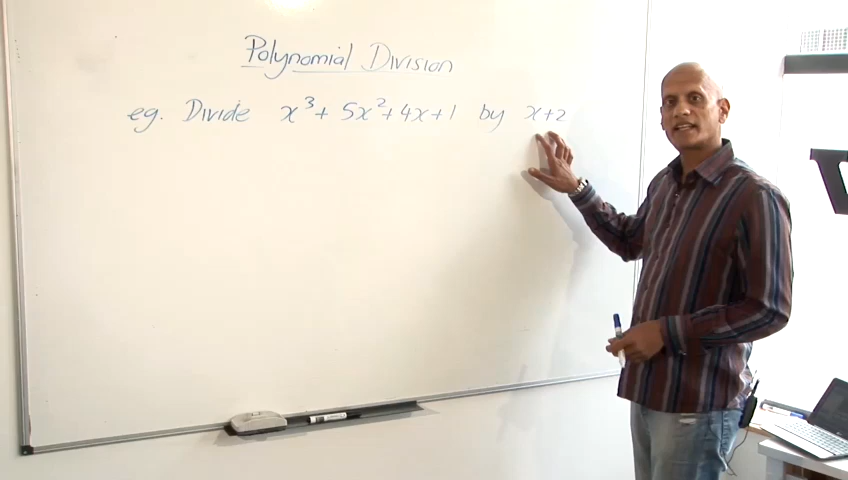 Polynomial Division
eg. Divide x³ + 5x² + 4x + 1 by x + 2